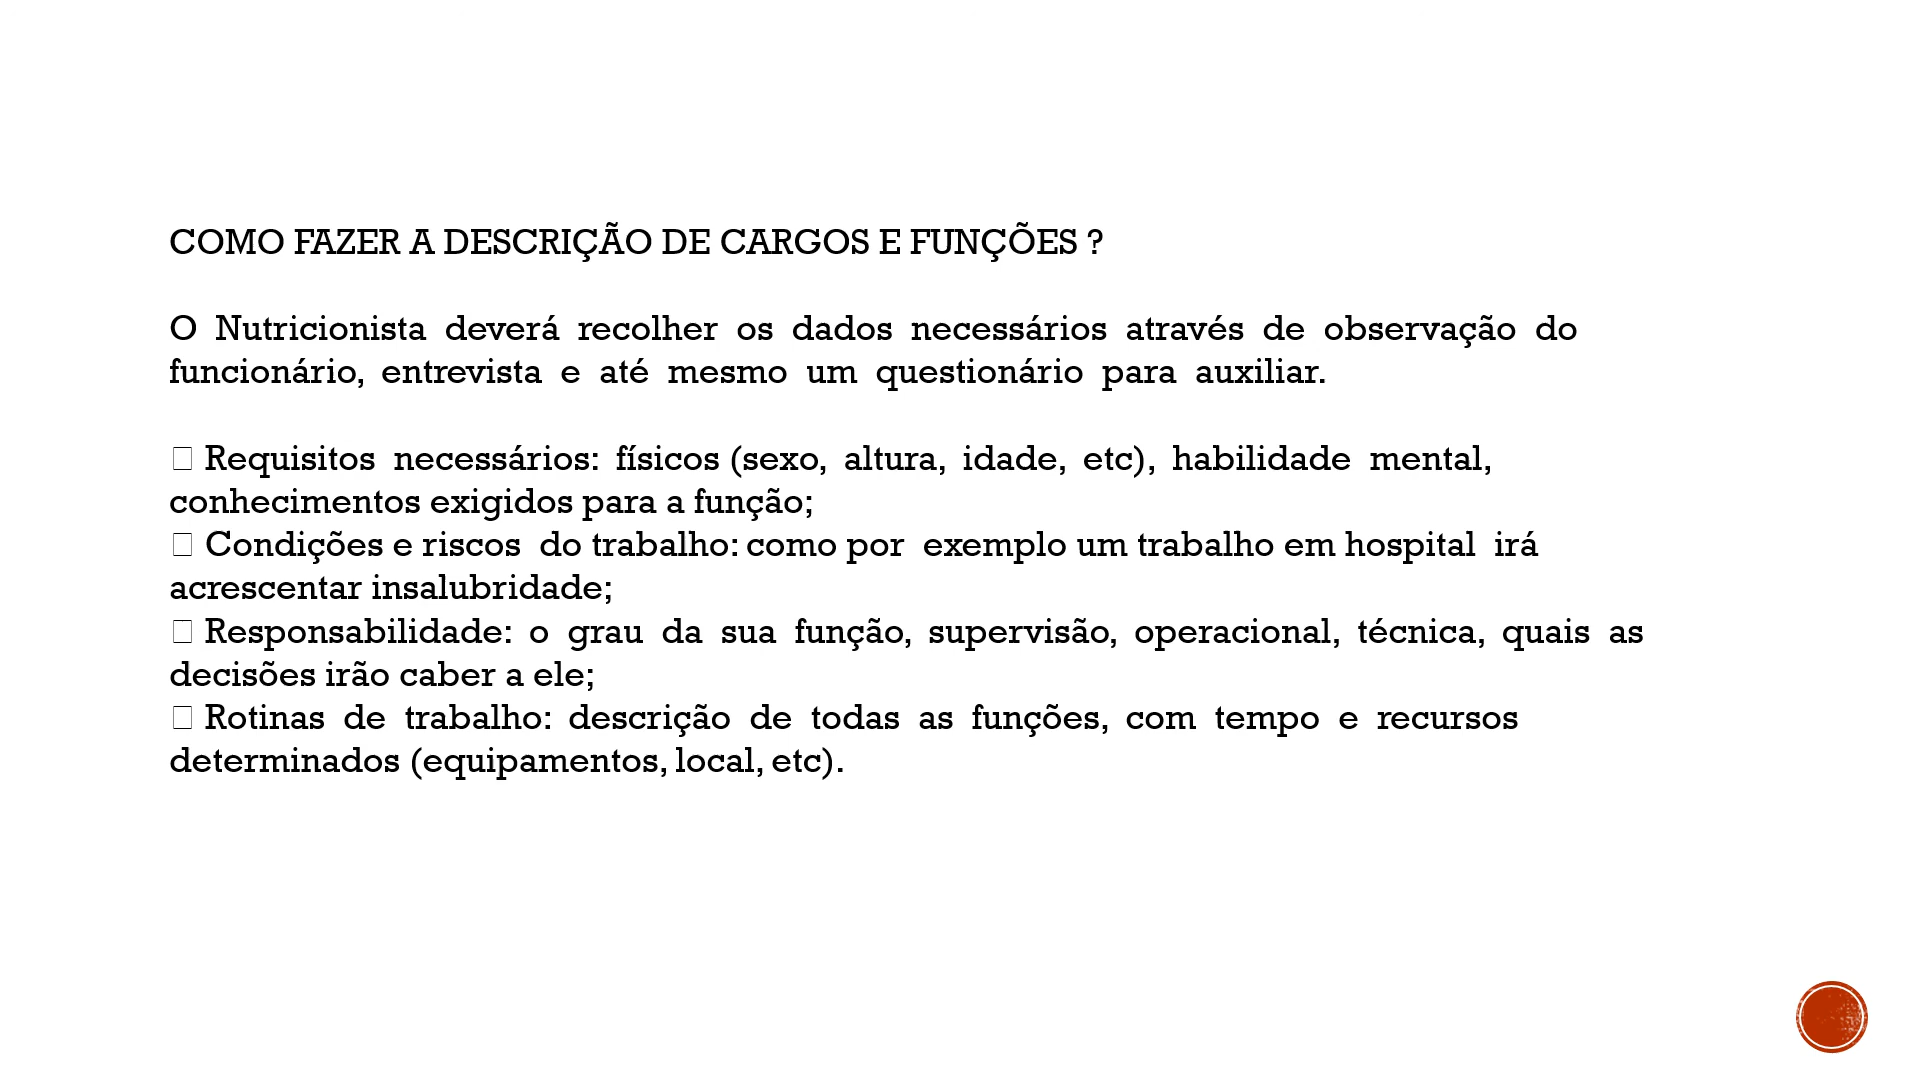 COMO FAZER A DESCRIÇÃO DE CARGOS E FUNÇÕES ?
O Nutricionista deverá recolher os dados necessários através de observação do
funcionário, entrevista e até mesmo um questionário para auxiliar.
□ Requisitos necessários: físicos (sexo, altura, idade, etc), habilidade mental,
conhecimentos exigidos para a função;
□ Condições e riscos do trabalho: como por exemplo um trabalho em hospital irá
acrescentar insalubridade;
□ Responsabilidade: o grau da sua função, supervisão, operacional, técnica, quais as
decisões irão caber a ele;
□ Rotinas de trabalho: descrição de todas as funções, com tempo e recursos
determinados (equipamentos, local, etc).